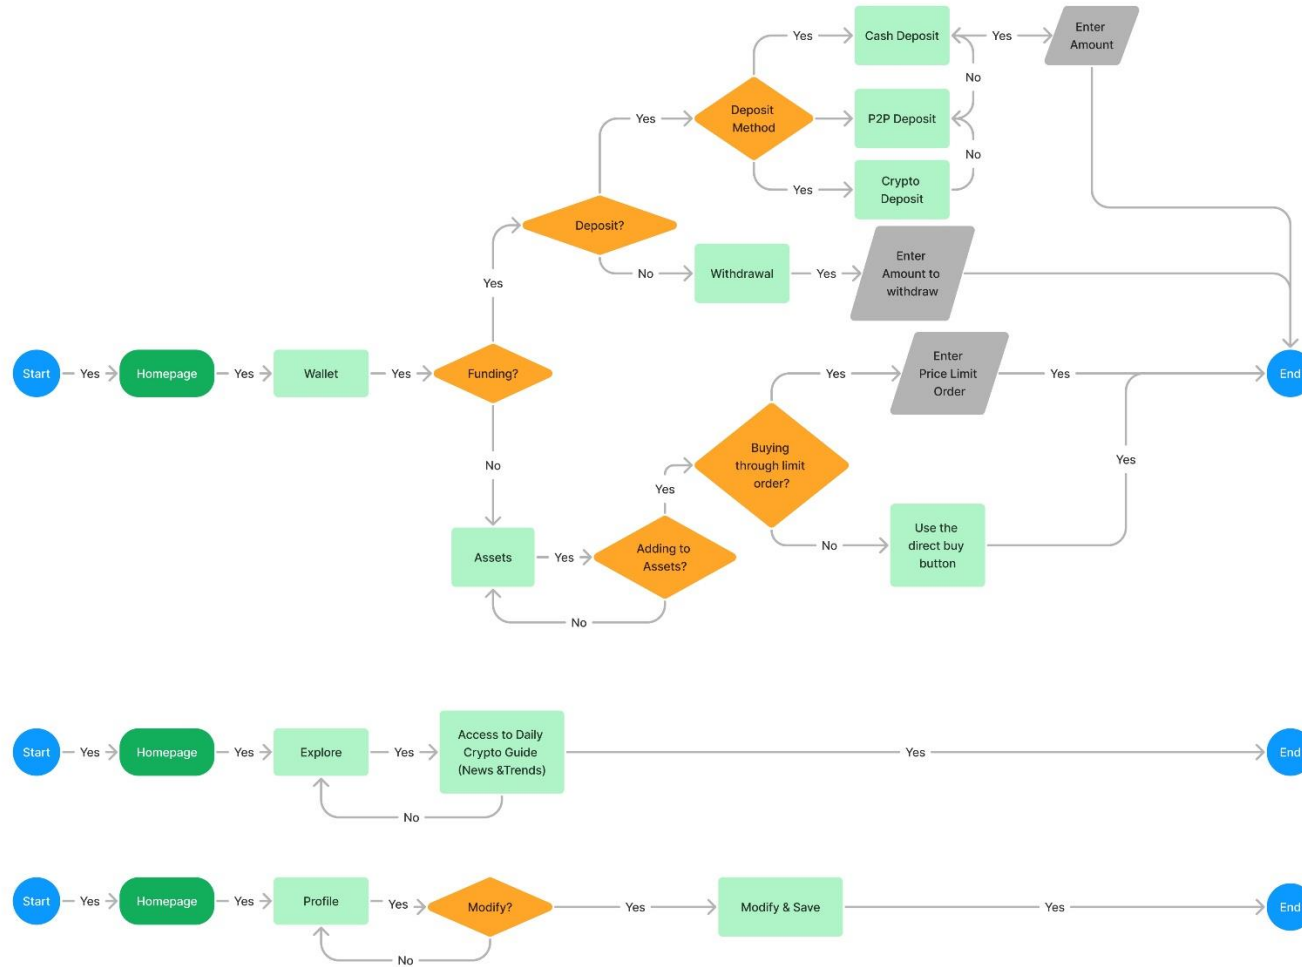 Yes
Cash Deposit
Yes
Enter
Amount
No
Deposit
Method
Yes
P2P Deposit
No
Yes
Crypto
Deposit
Deposit?
Enter
Amount to
withdraw
No
Withdrawal
Yes
Yes
Start
Yes
Homepage
Yes
Wallet
Yes
Funding?
Yes
Enter
Price Limit
Order
Yes
End
Buying
through limit
order?
Yes
No
Yes
Assets
Yes
Adding to
Assets?
No
Use the
direct buy
button
No
Start
Yes
Homepage
Yes
Explore
Yes
Access to Daily
Crypto Guide
(News &Trends)
Yes
End
No
Start
Yes
Homepage
Yes
Profile
Yes
Modify?
Yes
Modify & Save
Yes
End
No